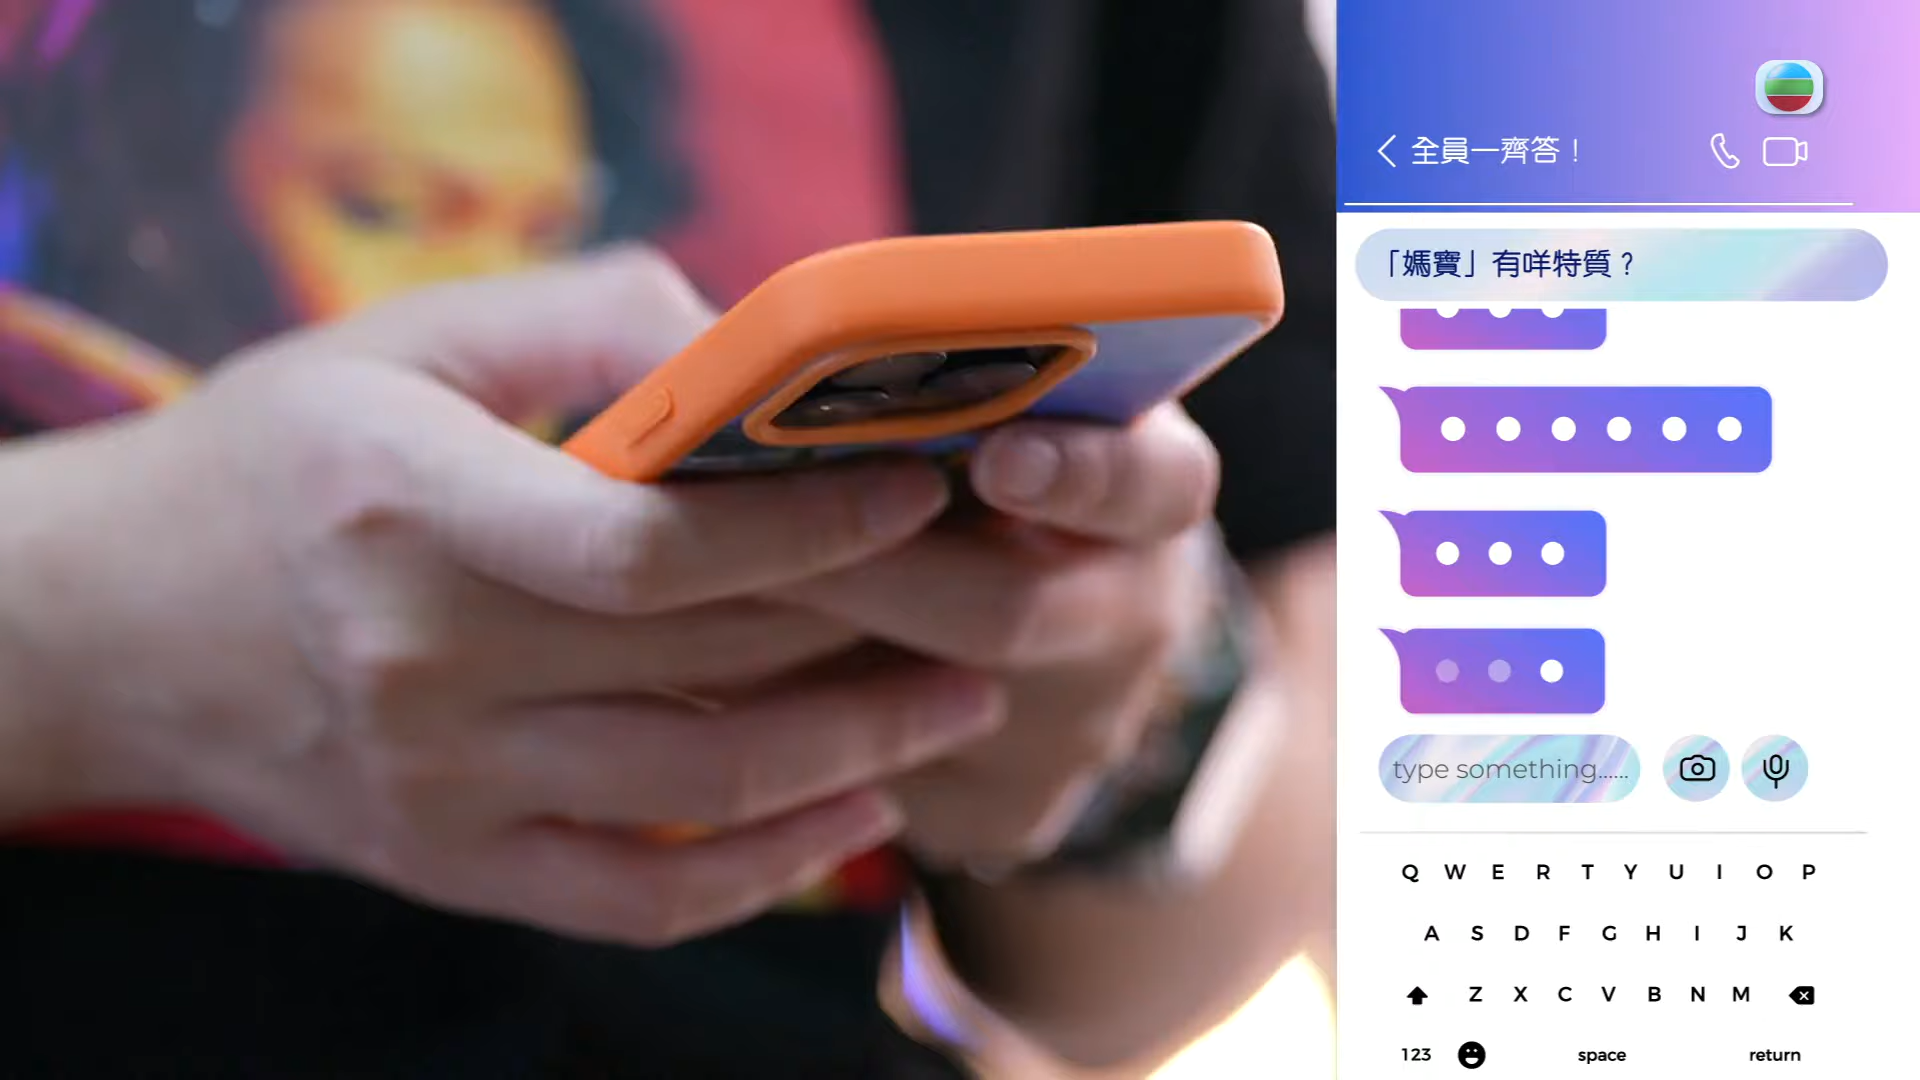 全員一齊答！
「媽寶」有咩特質？
type something......
Q W E R T Y U I O P
A S D F G H I J K
Z X C V B N M
123 space return